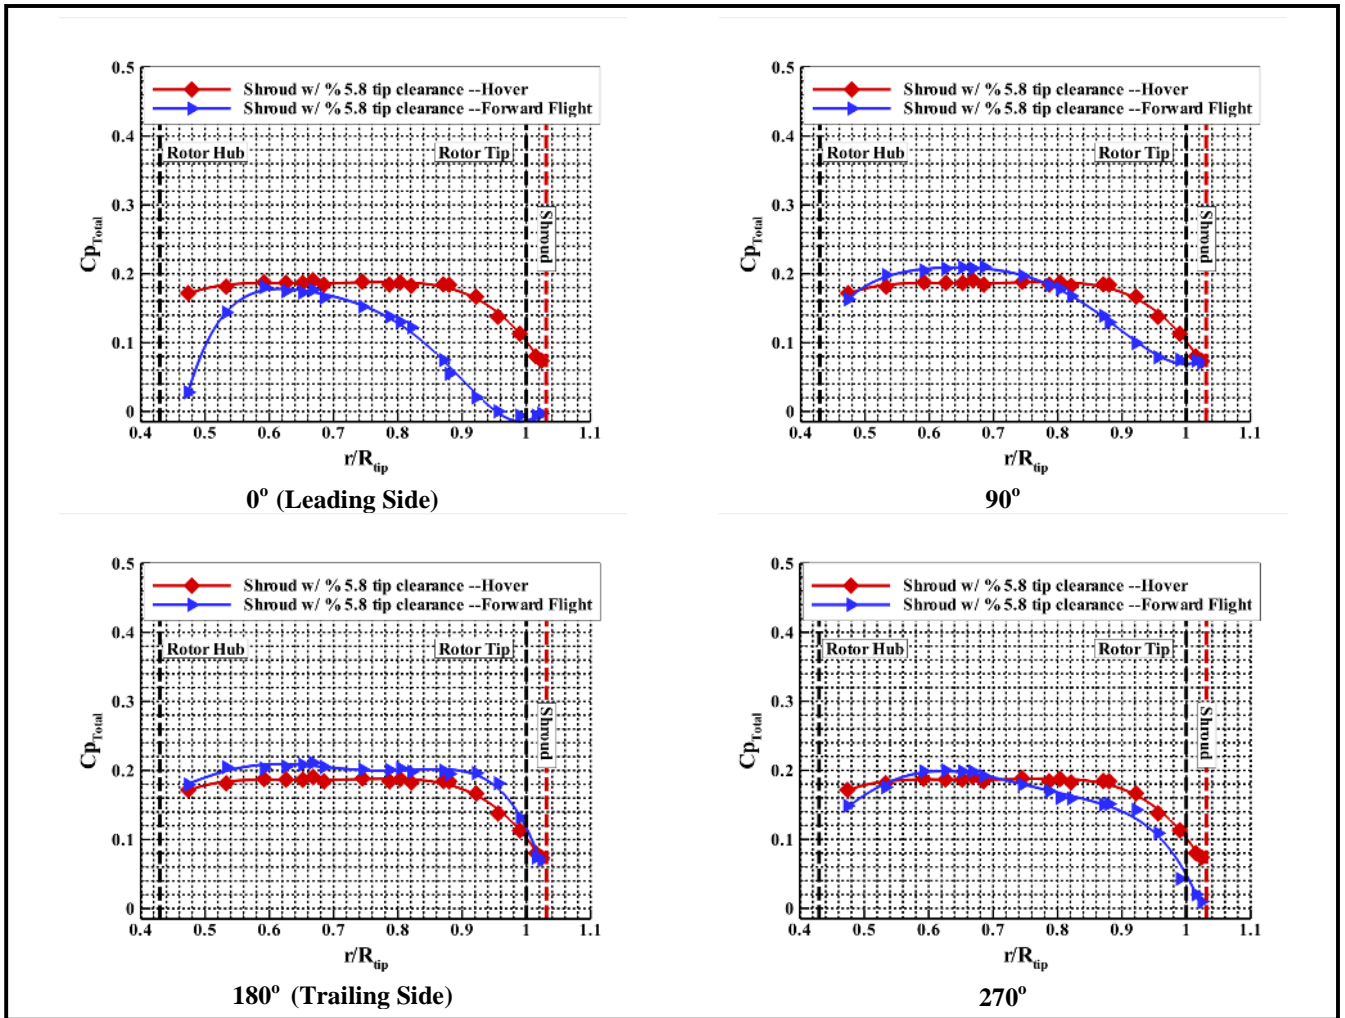 0.5
Shroud w/ % 5.8 tip clearance --Hover
Shroud w/ % 5.8 tip clearance --Forward Flight
0.4
Rotor Hub
Rotor Tip
0.3
Shroud
Cp_Total
0.2
0.1
0
0.4 0.5 0.6 0.7 0.8 0.9 1 1.1
r/R_tip
0° (Leading Side)
0.5
Shroud w/ % 5.8 tip clearance --Hover
Shroud w/ % 5.8 tip clearance --Forward Flight
0.4
Rotor Hub
Rotor Tip
0.3
Shroud
Cp_Total
0.2
0.1
0
0.4 0.5 0.6 0.7 0.8 0.9 1 1.1
r/R_tip
90°
0.5
Shroud w/ % 5.8 tip clearance --Hover
Shroud w/ % 5.8 tip clearance --Forward Flight
0.4
Rotor Hub
Rotor Tip
0.3
Shroud
Cp_Total
0.2
0.1
0
0.4 0.5 0.6 0.7 0.8 0.9 1 1.1
r/R_tip
180° (Trailing Side)
0.5
Shroud w/ % 5.8 tip clearance --Hover
Shroud w/ % 5.8 tip clearance --Forward Flight
0.4
Rotor Hub
Rotor Tip
0.3
Shroud
Cp_Total
0.2
0.1
0
0.4 0.5 0.6 0.7 0.8 0.9 1 1.1
r/R_tip
270°